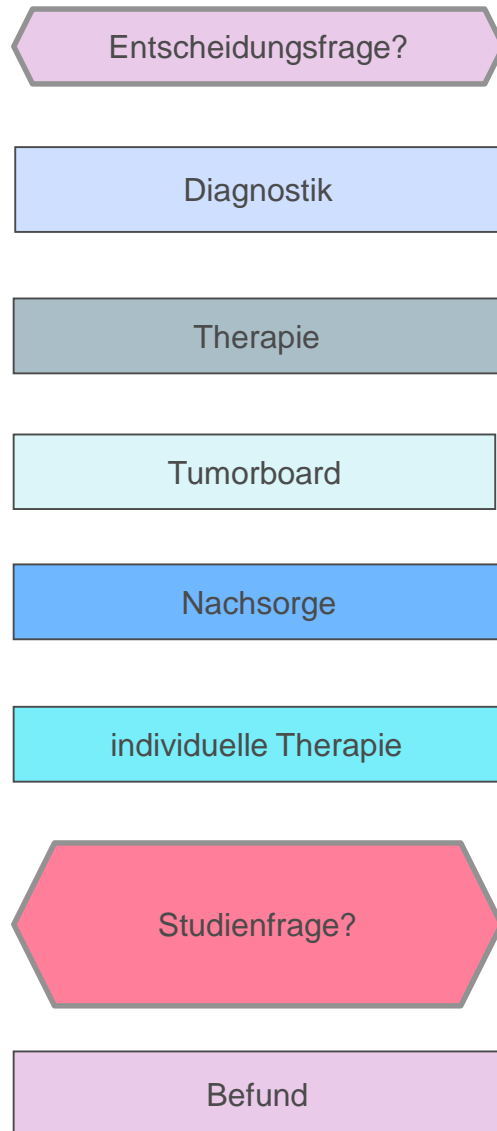 Entscheidungsfrage?
Diagnostik
Therapie
Tumorboard
Nachsorge
individuelle Therapie
Studienfrage?
Befund